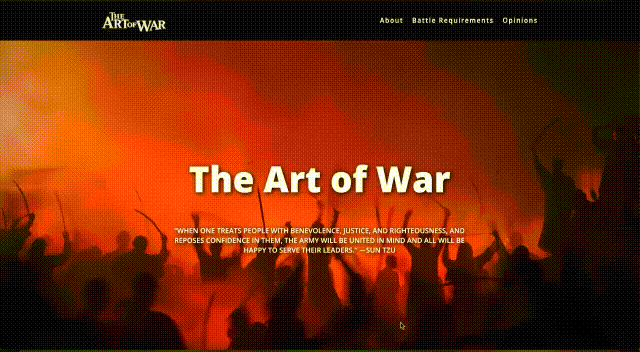 THE
ART OF WAR
About Battle Requirements Opinions
The Art of War
"WHEN ONE TREATS PEOPLE WITH BENEVOLENCE, JUSTICE, AND RIGHTEOUSNESS, AND
REPOSES CONFIDENCE IN THEM, THE ARMY WILL BE UNITED IN MIND AND ALL WILL BE
HAPPY TO SERVE THEIR LEADERS." — SUN TZU